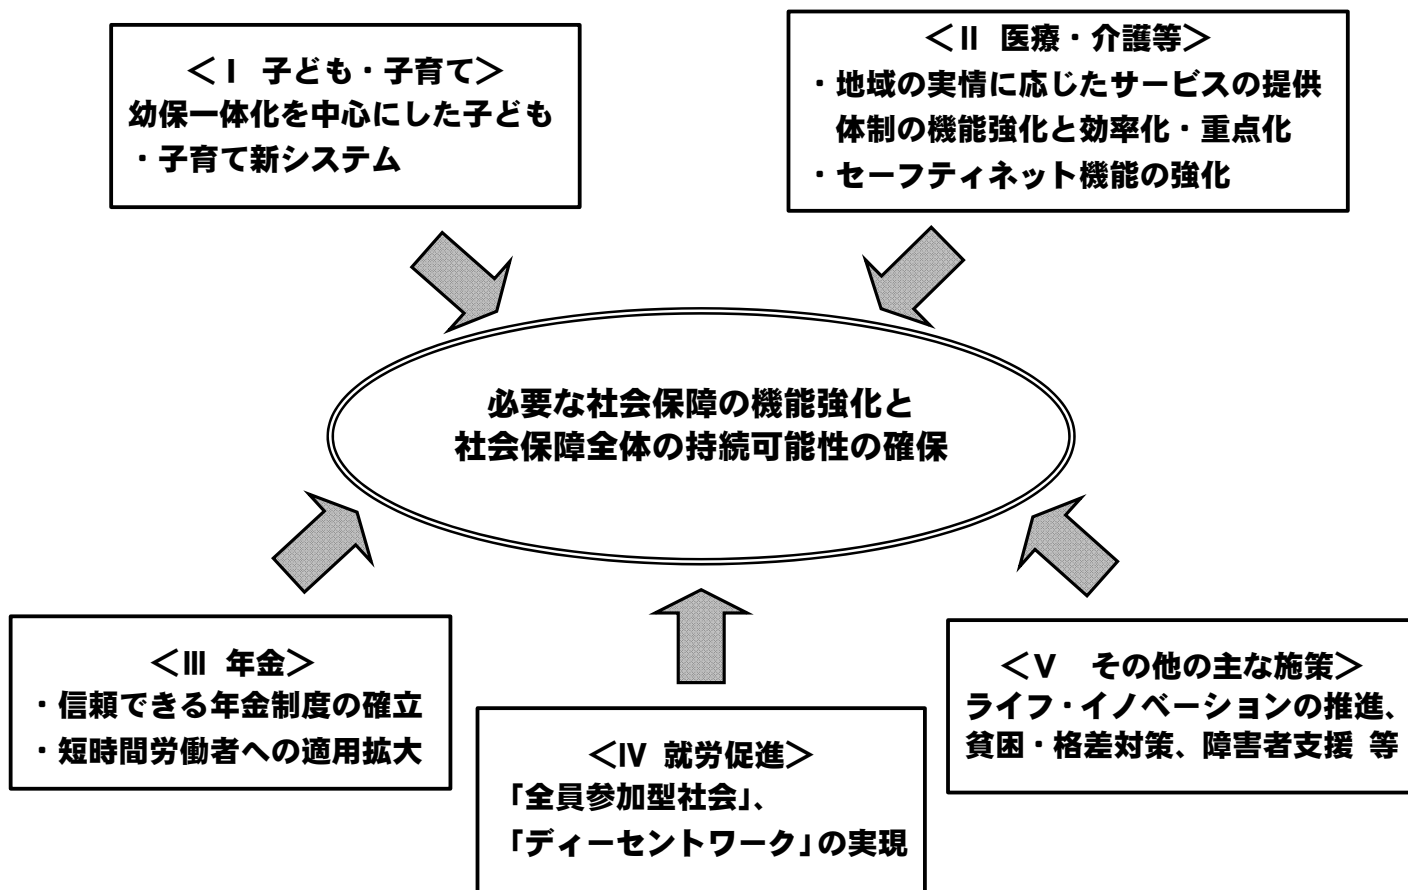 <Ⅰ 子ども・子育て>
幼保一体化を中心にした子ども
・子育て新システム
<Ⅱ 医療・介護等>
・地域の実情に応じたサービスの提供
体制の機能強化と効率化・重点化
・セーフティネット機能の強化
必要な社会保障の機能強化と
社会保障全体の持続可能性の確保
<Ⅲ 年金>
・信頼できる年金制度の確立
・短時間労働者への適用拡大
<Ⅳ 就労促進>
「全員参加型社会」、
「ディーセントワーク」の実現
<Ⅴ その他の主な施策>
ライフ・イノベーションの推進、
貧困・格差対策、障害者支援 等